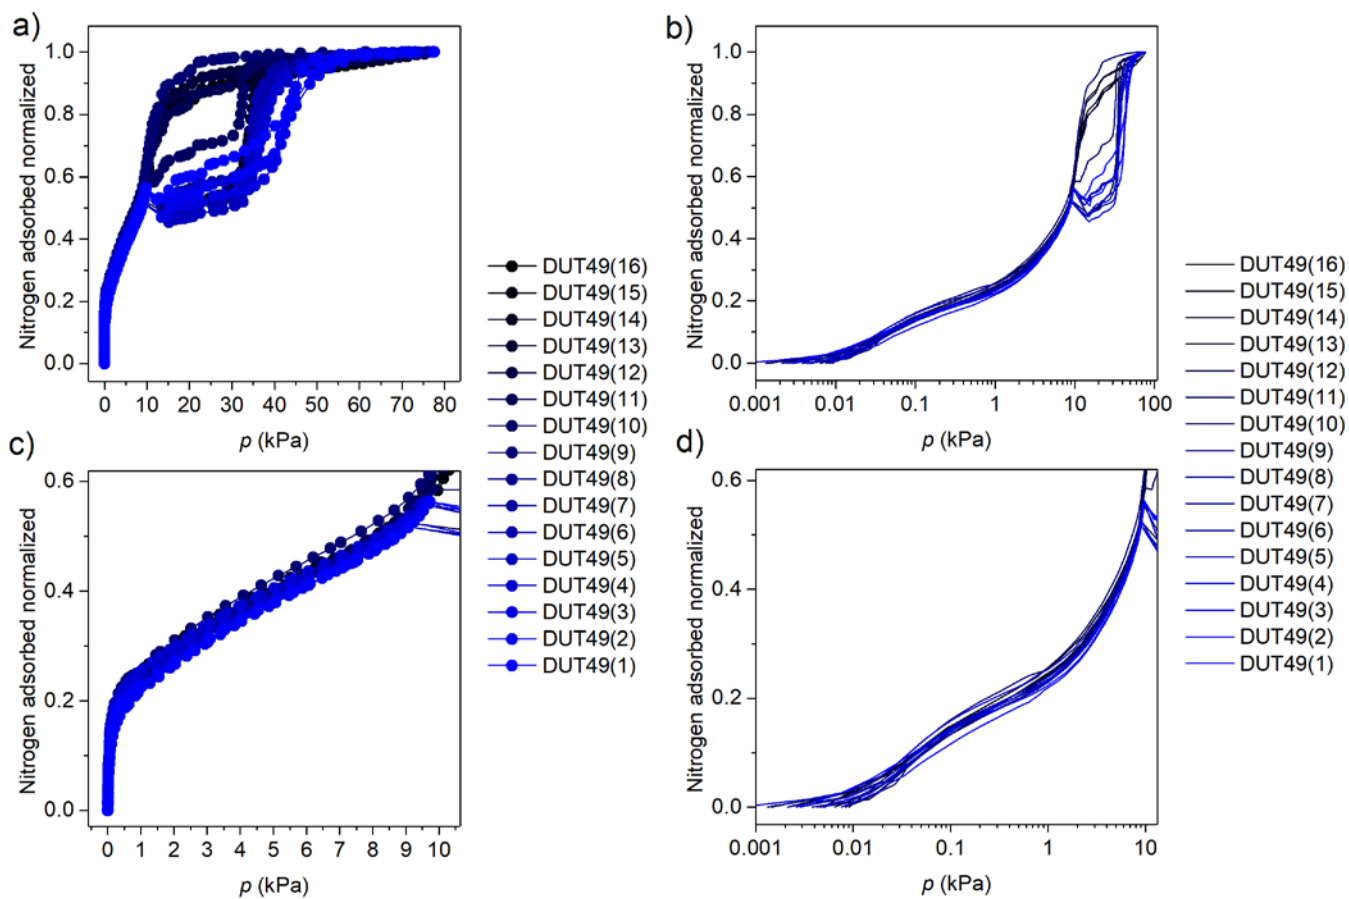 a)
Nitrogen adsorbed normalized
1.0
0.8
0.6
0.4
0.2
0.0
0 10 20 30 40 50 60 70 80
p (kPa)
b)
Nitrogen adsorbed normalized
1.0
0.8
0.6
0.4
0.2
0.0
0.001 0.01 0.1 1 10 100
p (kPa)
DUT49(16)
DUT49(15)
DUT49(14)
DUT49(13)
DUT49(12)
DUT49(11)
DUT49(10)
DUT49(9)
DUT49(8)
DUT49(7)
DUT49(6)
DUT49(5)
DUT49(4)
DUT49(3)
DUT49(2)
DUT49(1)
DUT49(16)
DUT49(15)
DUT49(14)
DUT49(13)
DUT49(12)
DUT49(11)
DUT49(10)
DUT49(9)
DUT49(8)
DUT49(7)
DUT49(6)
DUT49(5)
DUT49(4)
DUT49(3)
DUT49(2)
DUT49(1)
c)
Nitrogen adsorbed normalized
0.6
0.4
0.2
0.0
0 1 2 3 4 5 6 7 8 9 10
p (kPa)
d)
Nitrogen adsorbed normalized
0.6
0.4
0.2
0.0
0.001 0.01 0.1 1 10
p (kPa)